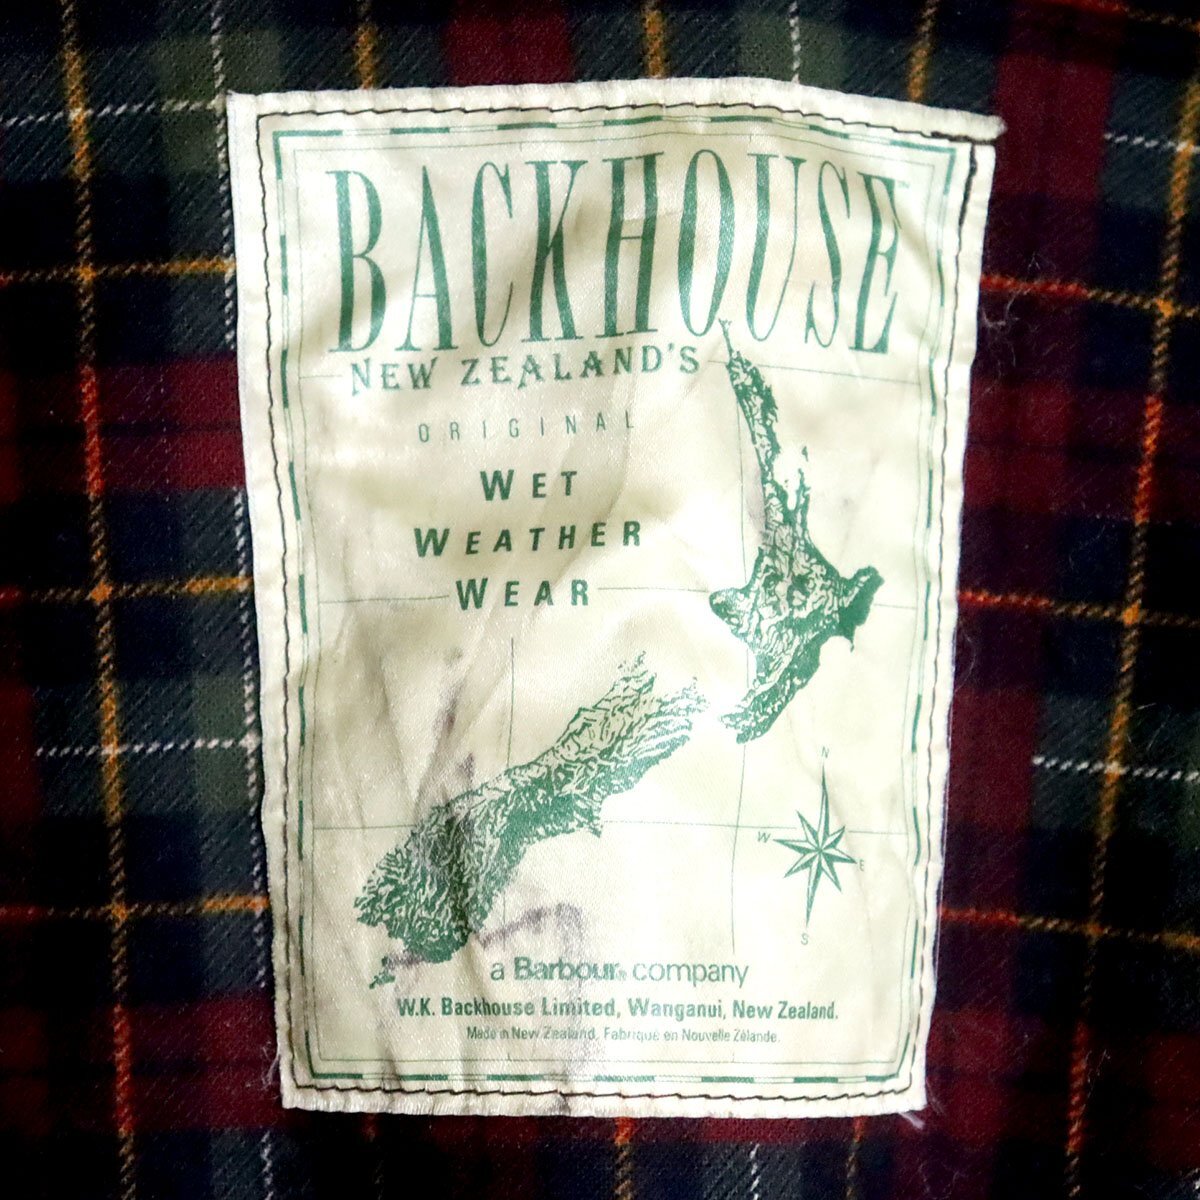 BACKHOUSE™
NEW ZEALAND'S
ORIGINAL
WET
WEATHER
WEAR
N
W
E
S
a Barbour® company
W.K. Backhouse Limited, Wanganui, New Zealand.
Made in New Zealand. Fabriqué en Nouvelle Zélande.